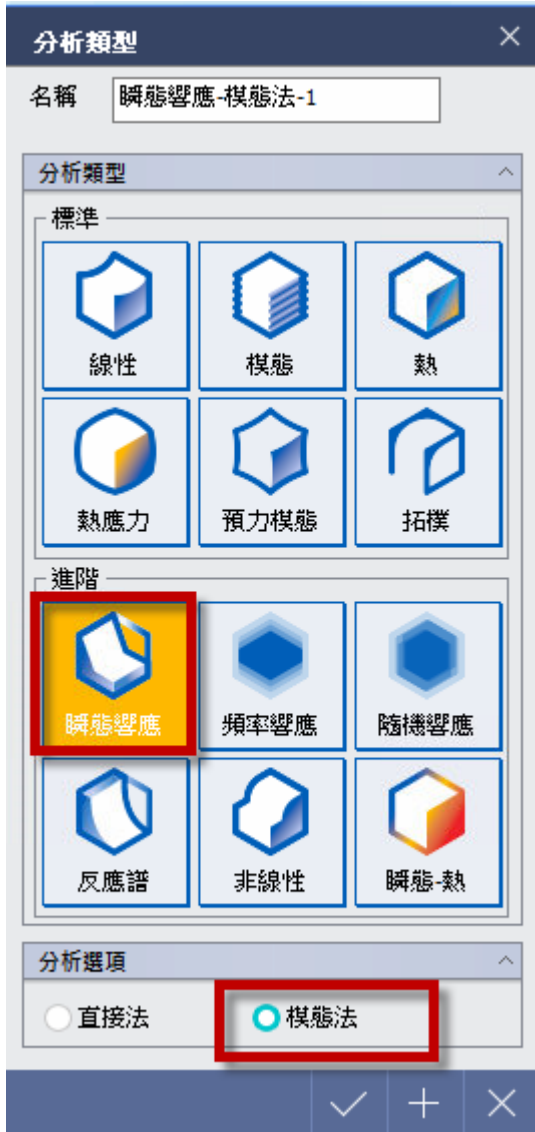 分析類型
名稱 瞬態響應-模態法-1
分析類型
標準
線性 模態 熱
熱應力 預力模態 拓樸
進階
瞬態響應 頻率響應 隨機響應
反應譜 非線性 瞬態-熱
分析選項
直接法 模態法